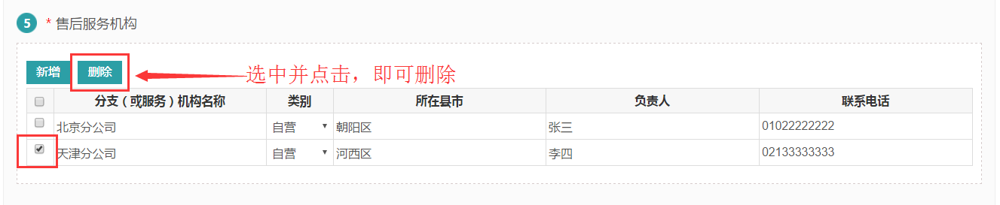 5 * 售后服务机构
新增 删除 选中并点击，即可删除
分支（或服务）机构名称 类别 所在县市 负责人 联系电话
北京分公司 自营 朝阳区 张三 01022222222
天津分公司 自营 河西区 李四 02133333333